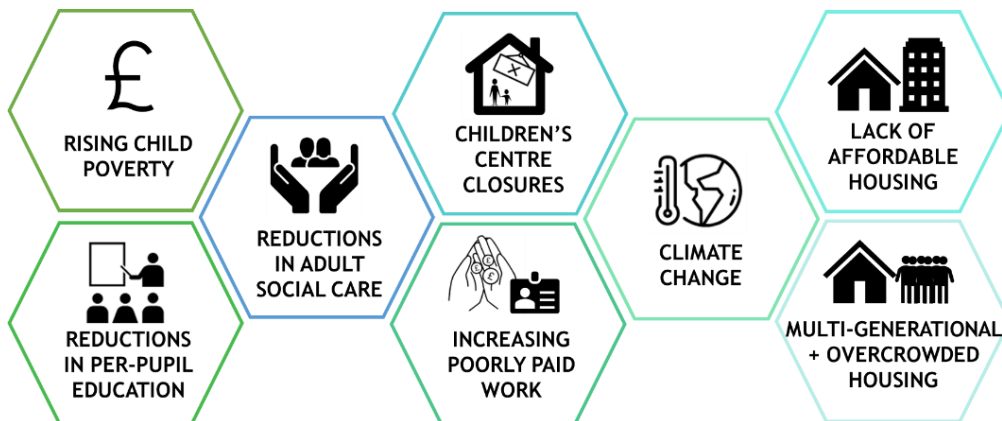 £
RISING CHILD
POVERTY
REDUCTIONS
IN PER-PUPIL
EDUCATION
REDUCTIONS
IN ADULT
SOCIAL CARE
CHILDREN'S
CENTRE
CLOSURES
£
£
£
INCREASING
POORLY PAID
WORK
CLIMATE
CHANGE
LACK OF
AFFORDABLE
HOUSING
MULTI-GENERATIONAL
+ OVERCROWDED
HOUSING